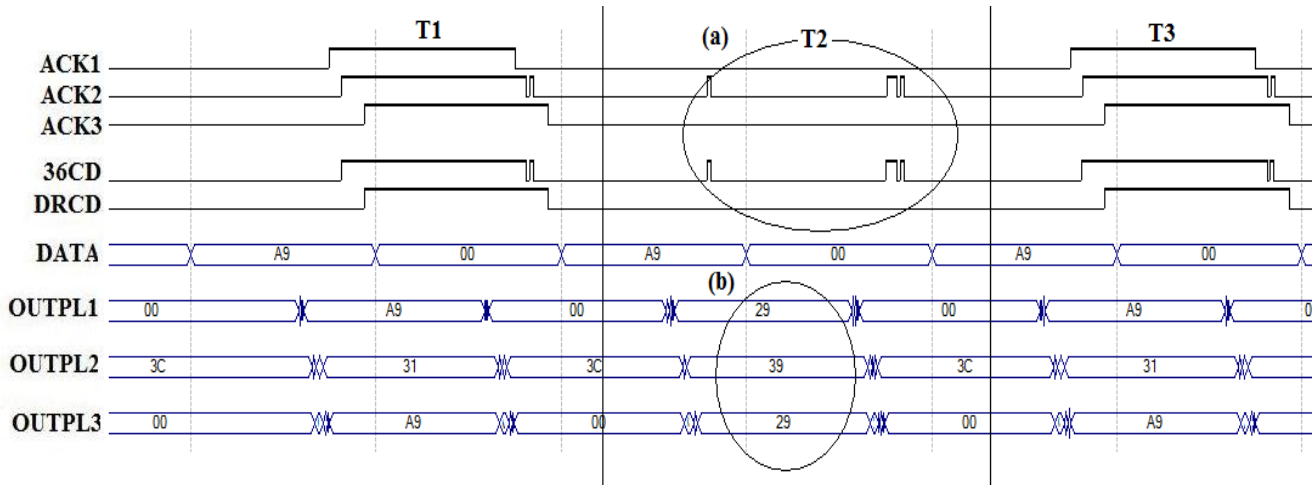 T1 (a) T2 T3
ACK1
ACK2
ACK3
36CD
DRCD
DATA A9 00 A9 00 A9 00
(b)
OUTPL1 00 A9 00 29 00 A9 0
OUTPL2 3C 31 3C 39 3C 31
OUTPL3 00 A9 00 29 00 A9